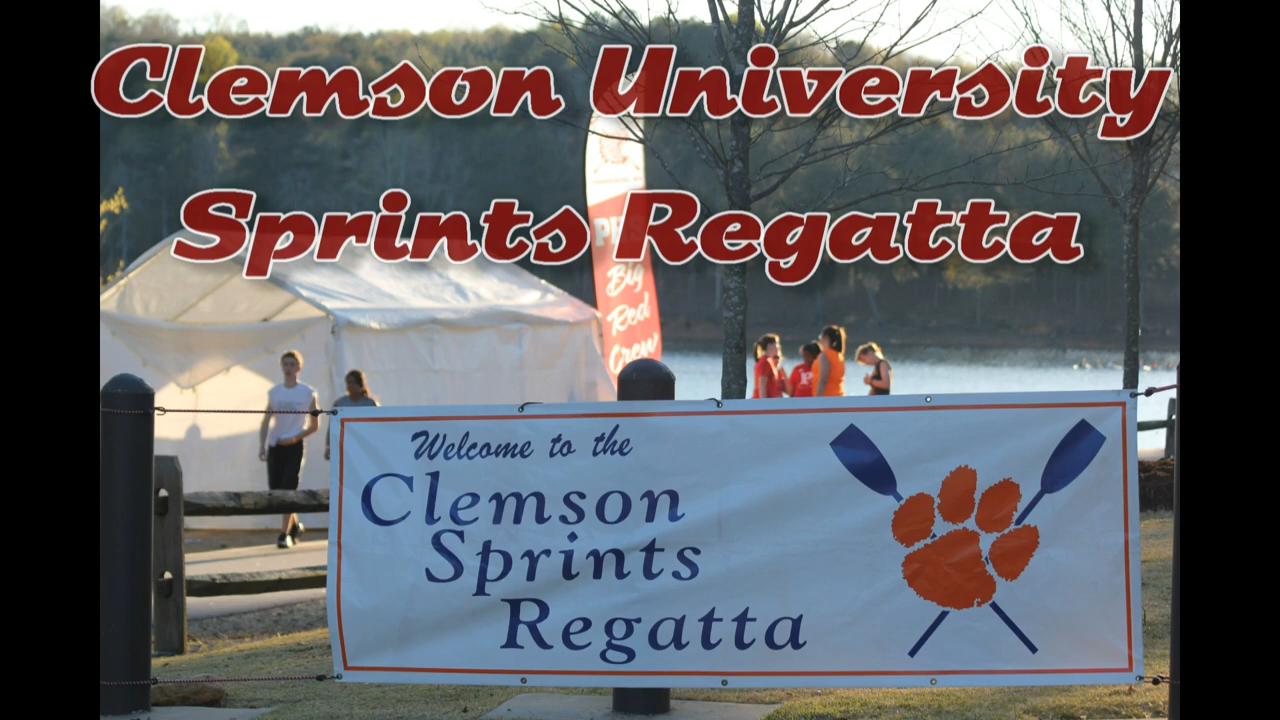 Clemson University
Sprints Regatta
Big
Red
Crew
P
Welcome to the
Clemson
Sprints
Regatta